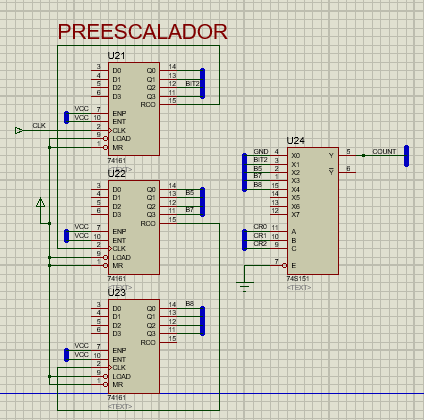 PREESCALADOR
U21
3 D0 Q0 14
4 D1 Q1 13
5 D2 Q2 12 BIT2
6 D3 Q3 11
RCO 15
VCC 7 ENP
VCC 10 ENT
CLK 2 CLK
9 LOAD
1 MR
74161
<TEXT>
U22
3 D0 Q0 14 B5
4 D1 Q1 13
5 D2 Q2 12 B7
6 D3 Q3 11
RCO 15
VCC 7 ENP
VCC 10 ENT
2 CLK
9 LOAD
1 MR
74161
<TEXT>
U23
3 D0 Q0 14 B8
4 D1 Q1 13
5 D2 Q2 12
6 D3 Q3 11
RCO 15
VCC 7 ENP
VCC 10 ENT
2 CLK
9 LOAD
1 MR
74161
<TEXT>
U24
GND 4 X0 Y 5 COUNT
BIT2 3 X1
B5 2 X2 Y 6
B7 1 X3
B8 15 X4
14 X5
13 X6
12 X7
CR0 11 A
CR1 10 B
CR2 9 C
7 E
74S151
<TEXT>